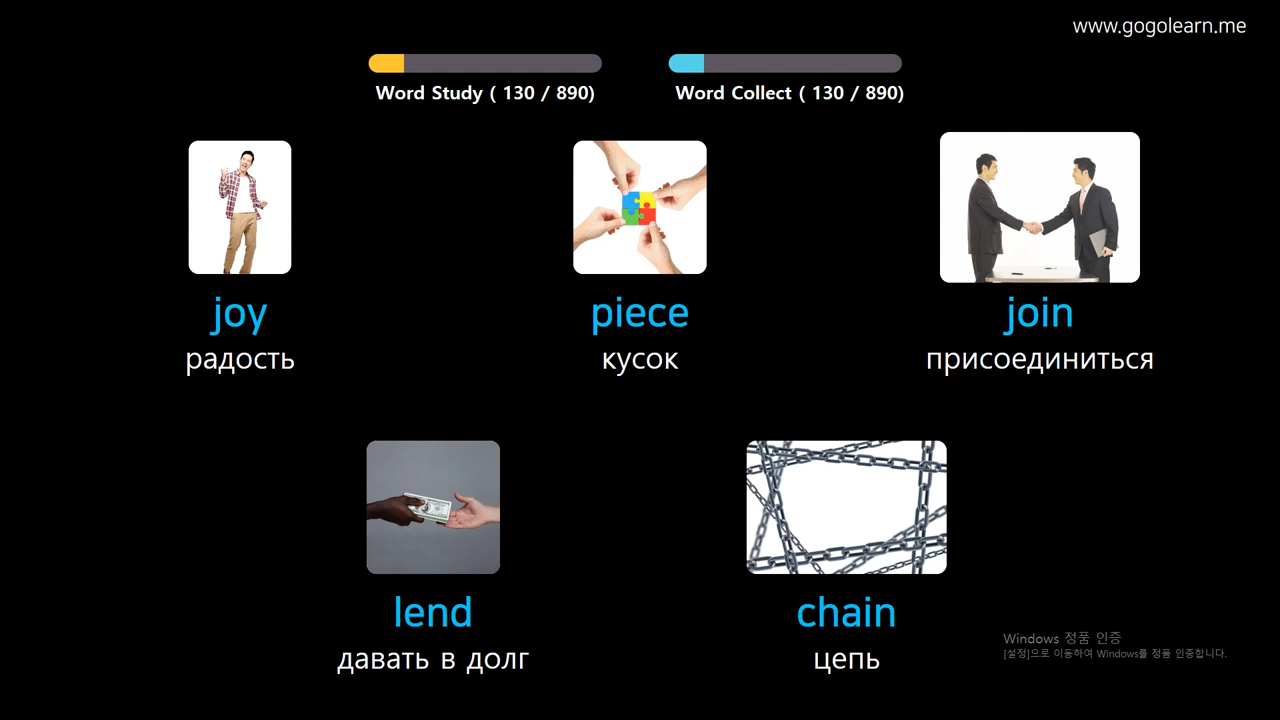 www.gogolearn.me
Word Study ( 130 / 890)
Word Collect ( 130 / 890)
joy
радость
piece
кусок
join
присоединиться
lend
давать в долг
chain
цепь
Windows 정품 인증
[설정]으로 이동하여 Windows를 정품 인증합니다.